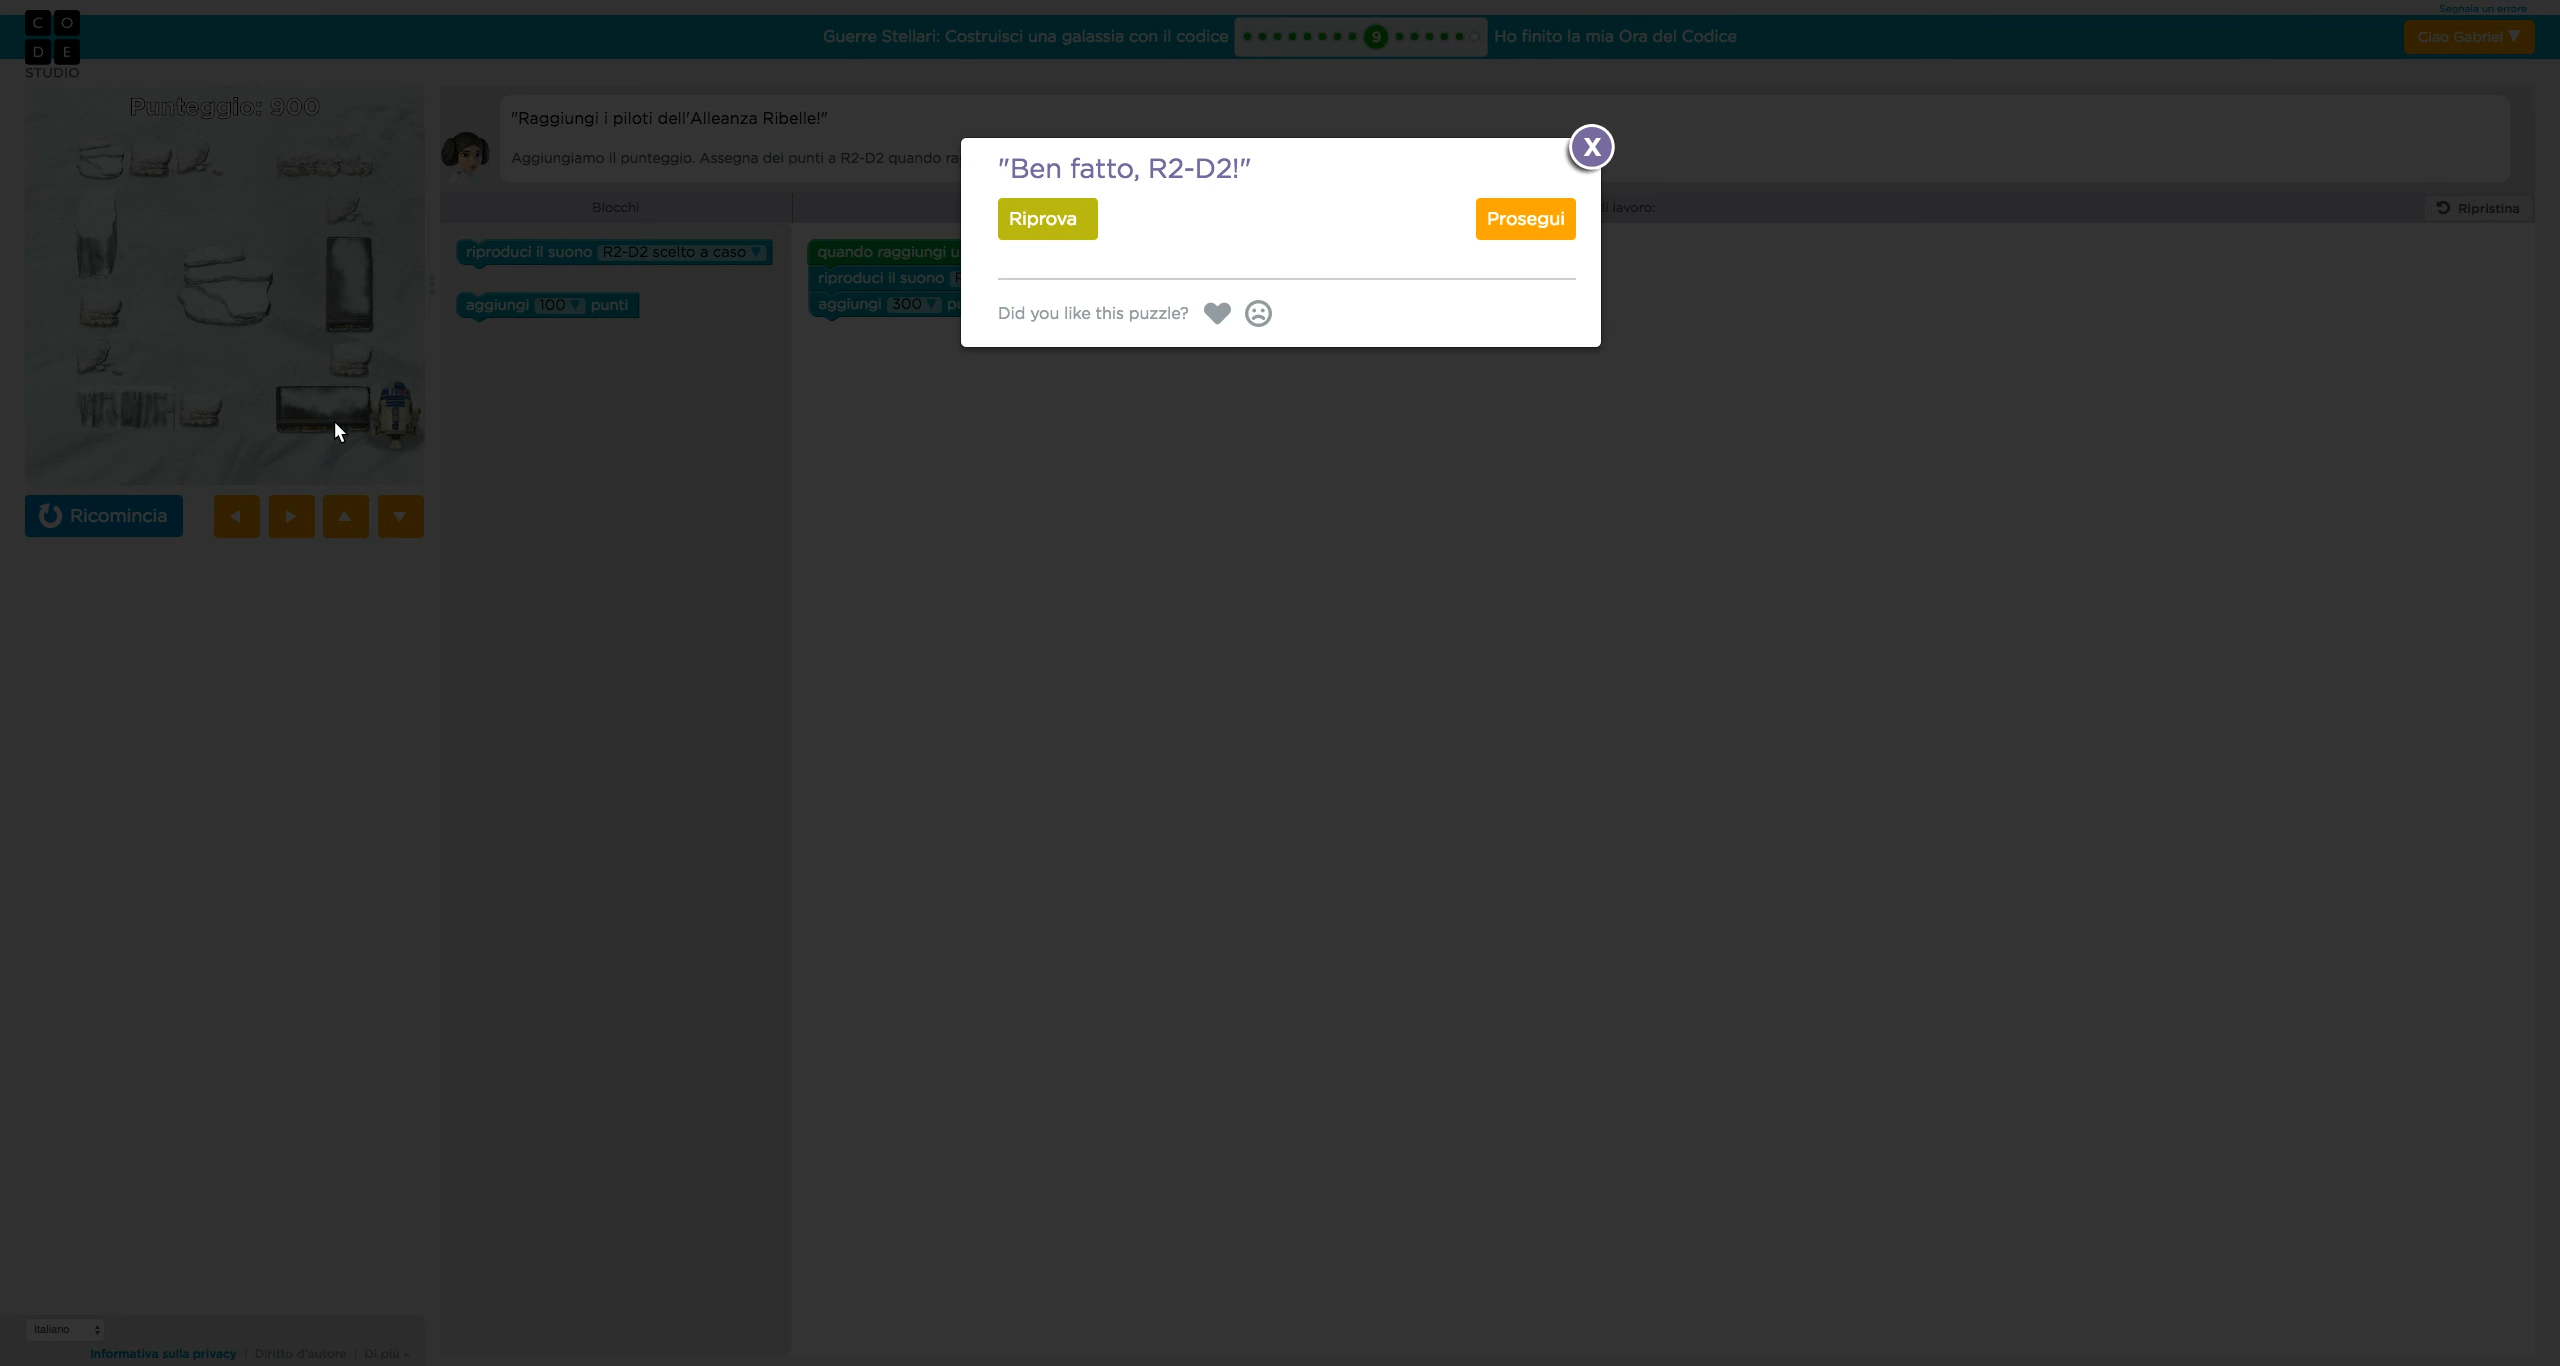 Segnala un errore
C O
D E
STUDIO
Guerre Stellari: Costruisci una galassia con il codice
9
Ho finito la mia Ora del Codice
Ciao Gabriel
Punteggio: 900
"Raggiungi i piloti dell'Alleanza Ribelle!"
Aggiungiamo il punteggio. Assegna dei punti a R2-D2 quando
"Ben fatto, R2-D2!"
X
Riprova
Prosegui
Did you like this puzzle?
Blocchi
di lavoro:
Ripristina
riproduci il suono R2-D2 scelto a caso
aggiungi 100 punti
quando raggiungi
riproduci il suono
aggiungi 300
Ricomincia
Italiano
Informativa sulla privacy | Diritto d'autore | Di più